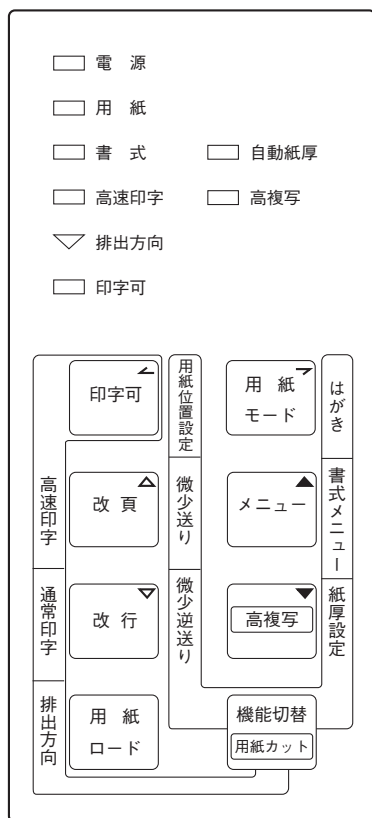 電 源
用 紙
書 式
自動紙厚
高速印字
高複写
排出方向
印字可
印字可
用紙位置設定
用 紙
モード
はがき
高速印字
改 頁
微少送り
メニュー
書式メニュー
通常印字
改 行
微少逆送り
高複写
紙厚設定
排出方向
用 紙
ロード
機能切替
用紙カット